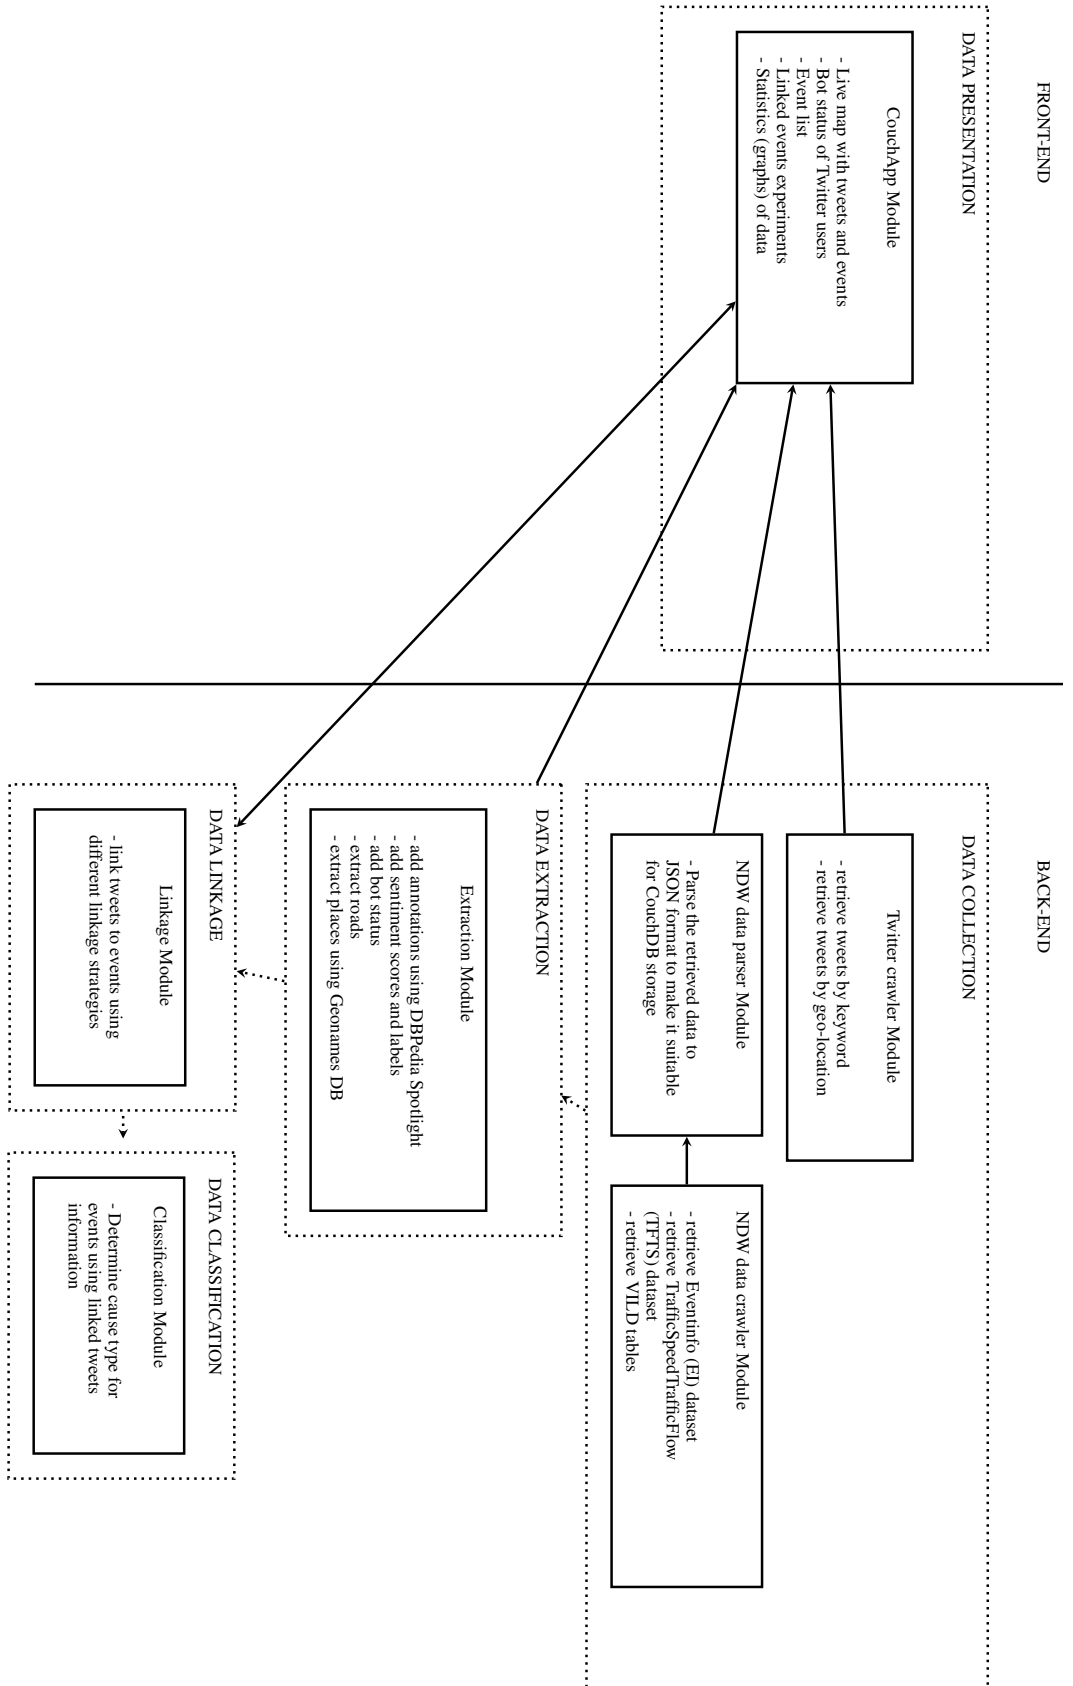 FRONT-END
DATA PRESENTATION
CouchApp Module
- Live map with tweets and events
- Bot status of Twitter users
- Event list
- Linked events experiments
- Statistics (graphs) of data
BACK-END
DATA COLLECTION
Twitter crawler Module
- retrieve tweets by keyword
- retrieve tweets by geo-location
NDW data parser Module
- Parse the retrieved data to
JSON format to make it suitable
for CouchDB storage
NDW data crawler Module
- retrieve Eventinfo (EI) dataset
- retrieve TrafficSpeedTrafficFlow
(TFTS) dataset
- retrieve VILD tables
DATA EXTRACTION
Extraction Module
- add annotations using DBPedia Spotlight
- add sentiment scores and labels
- add bot status
- extract roads
- extract places using Geonames DB
DATA LINKAGE
Linkage Module
- link tweets to events using
different linkage strategies
DATA CLASSIFICATION
Classification Module
- Determine cause type for
events using linked tweets
information